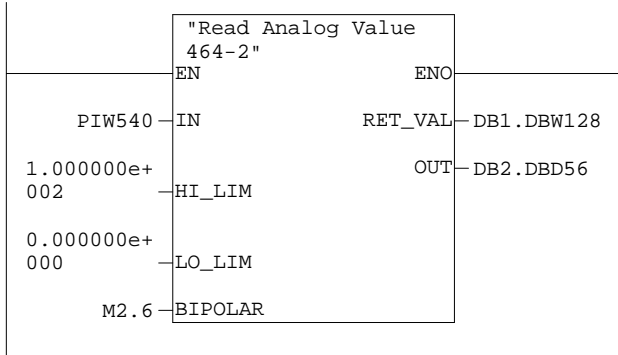 "Read Analog Value
464-2"
EN ENO
PIW540 IN RET_VAL DB1.DBW128
1.000000e+ OUT DB2.DBD56
002 HI_LIM
0.000000e+
000 LO_LIM
M2.6 BIPOLAR